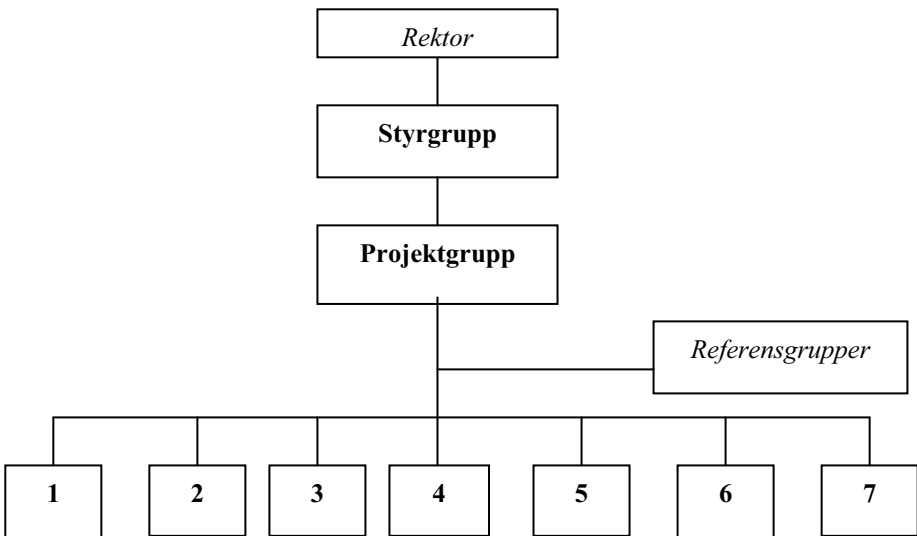 Rektor
Styrgrupp
Projektgrupp
Referensgrupper
1 2 3 4 5 6 7